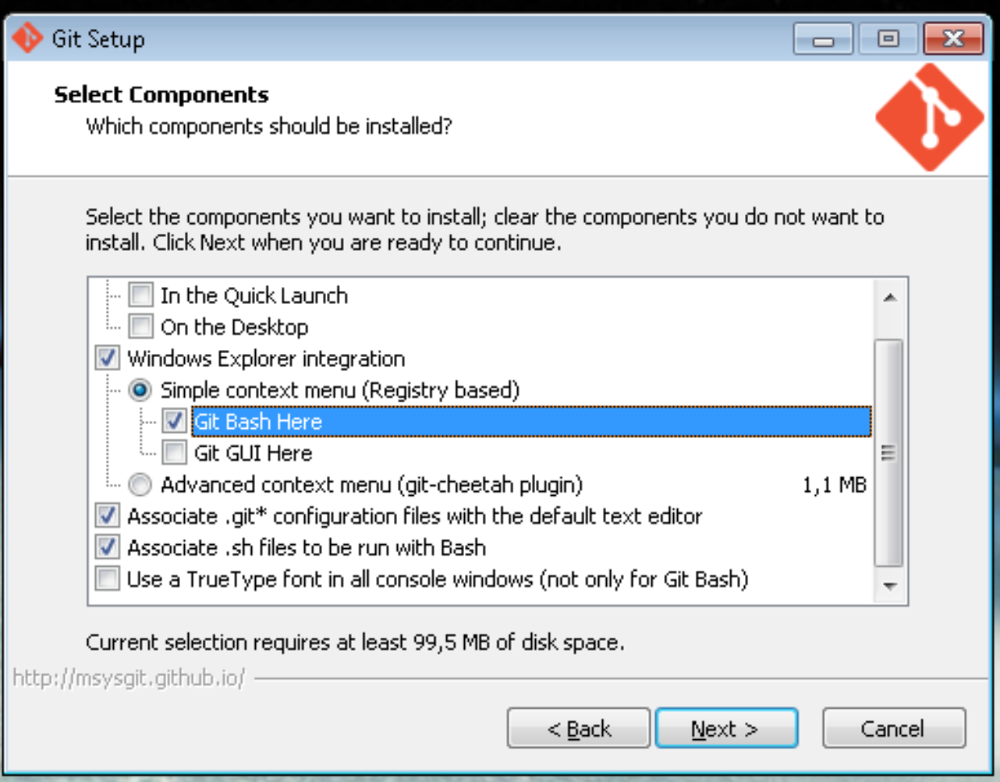 Git Setup
Select Components
Which components should be installed?
Select the components you want to install; clear the components you do not want to
install. Click Next when you are ready to continue.
In the Quick Launch
On the Desktop
Windows Explorer integration
Simple context menu (Registry based)
Git Bash Here
Git GUI Here
Advanced context menu (git-cheetah plugin) 1,1 MB
Associate .git* configuration files with the default text editor
Associate .sh files to be run with Bash
Use a TrueType font in all console windows (not only for Git Bash)
Current selection requires at least 99,5 MB of disk space.
http://msysgit.github.io/
< Back Next > Cancel